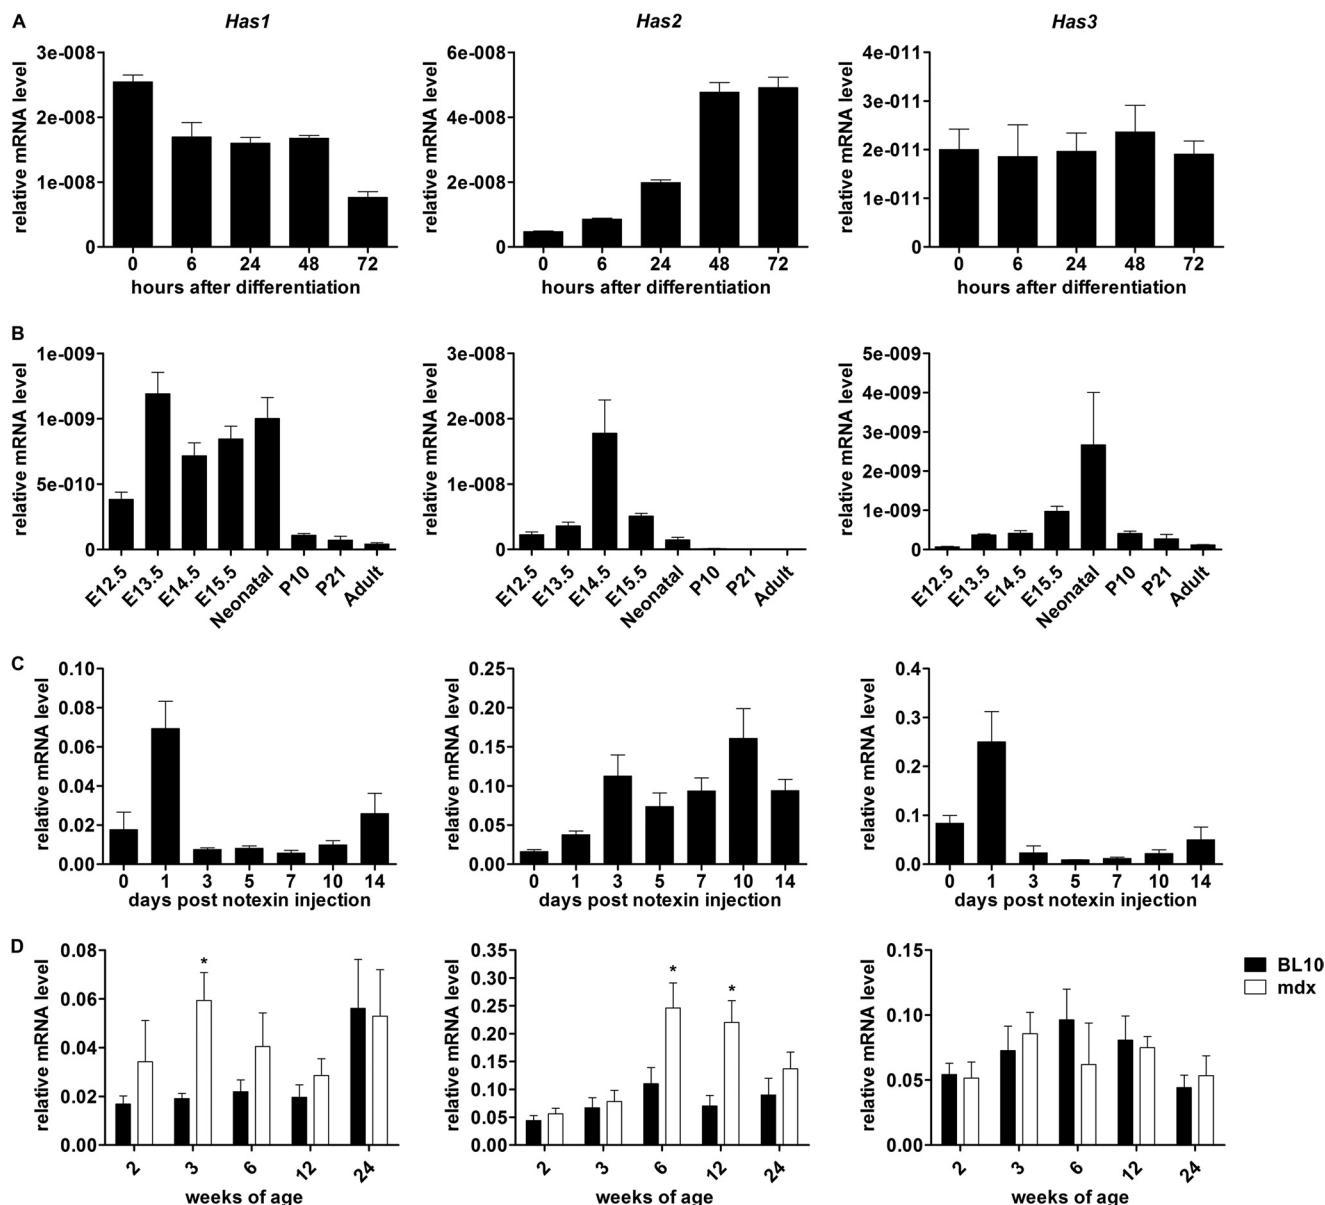 A
Has1
Has2
Has3
relative mRNA level
3e-008
2e-008
1e-008
0
0 6 24 48 72
hours after differentiation
relative mRNA level
6e-008
4e-008
2e-008
0
0 6 24 48 72
hours after differentiation
relative mRNA level
4e-011
3e-011
2e-011
1e-011
0
0 6 24 48 72
hours after differentiation
B
relative mRNA level
1e-009
1e-009
5e-010
0
E12.5 E13.5 E14.5 E15.5 Neonatal P10 P21 Adult
relative mRNA level
3e-008
2e-008
1e-008
0
E12.5 E13.5 E14.5 E15.5 Neonatal P10 P21 Adult
relative mRNA level
5e-009
4e-009
3e-009
2e-009
1e-009
0
E12.5 E13.5 E14.5 E15.5 Neonatal P10 P21 Adult
C
relative mRNA level
0.10
0.08
0.06
0.04
0.02
0.00
0 1 3 5 7 10 14
days post notexin injection
relative mRNA level
0.25
0.20
0.15
0.10
0.05
0.00
0 1 3 5 7 10 14
days post notexin injection
relative mRNA level
0.4
0.3
0.2
0.1
0.0
0 1 3 5 7 10 14
days post notexin injection
D
relative mRNA level
0.08
0.06
0.04
0.02
0.00
*
2 3 6 12 24
weeks of age
relative mRNA level
0.35
0.30
0.25
0.20
0.15
0.10
0.05
0.00
* *
2 3 6 12 24
weeks of age
relative mRNA level
0.15
0.10
0.05
0.00
2 3 6 12 24
weeks of age
BL10
mdx